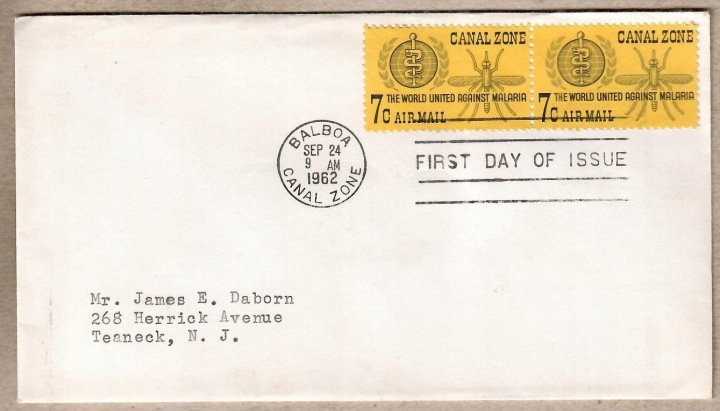 CANAL ZONE
THE WORLD UNITED AGAINST MALARIA
7c AIR MAIL
CANAL ZONE
THE WORLD UNITED AGAINST MALARIA
7c AIR MAIL
BALBOA
SEP 24
9 AM
1962
CANAL ZONE
FIRST DAY OF ISSUE
Mr. James E. Daborn
268 Herrick Avenue
Teaneck, N. J.